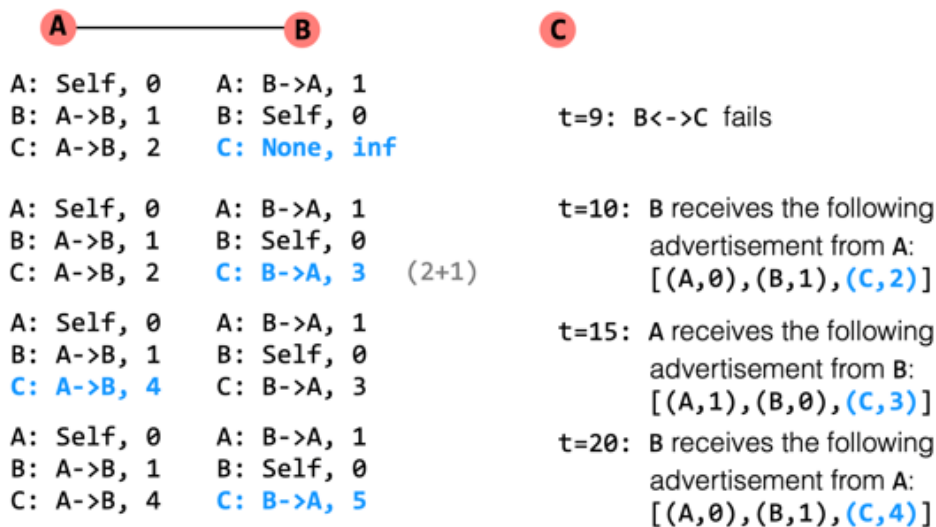 A B C
A: Self, 0 A: B->A, 1
B: A->B, 1 B: Self, 0 t=9: B<->C fails
C: A->B, 2 C: None, inf
A: Self, 0 A: B->A, 1 t=10: B receives the following
B: A->B, 1 B: Self, 0 advertisement from A:
C: A->B, 2 C: B->A, 3 (2+1) [(A,0),(B,1),(C,2)]
A: Self, 0 A: B->A, 1 t=15: A receives the following
B: A->B, 1 B: Self, 0 advertisement from B:
C: A->B, 4 C: B->A, 3 [(A,1),(B,0),(C,3)]
A: Self, 0 A: B->A, 1 t=20: B receives the following
B: A->B, 1 B: Self, 0 advertisement from A:
C: A->B, 4 C: B->A, 5 [(A,0),(B,1),(C,4)]